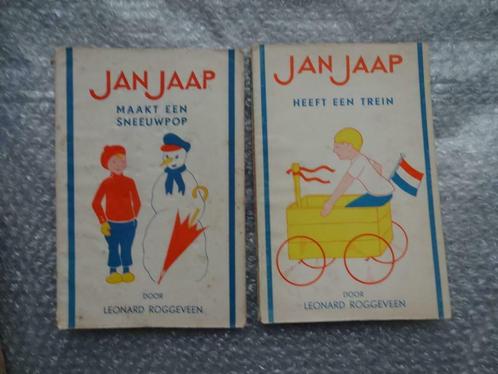 JAN JAAP
MAAKT EEN
SNEEUWPOP
DOOR
LEONARD ROGGEVEEN
JAN JAAP
HEEFT EEN TREIN
DOOR
LEONARD ROGGEVEEN